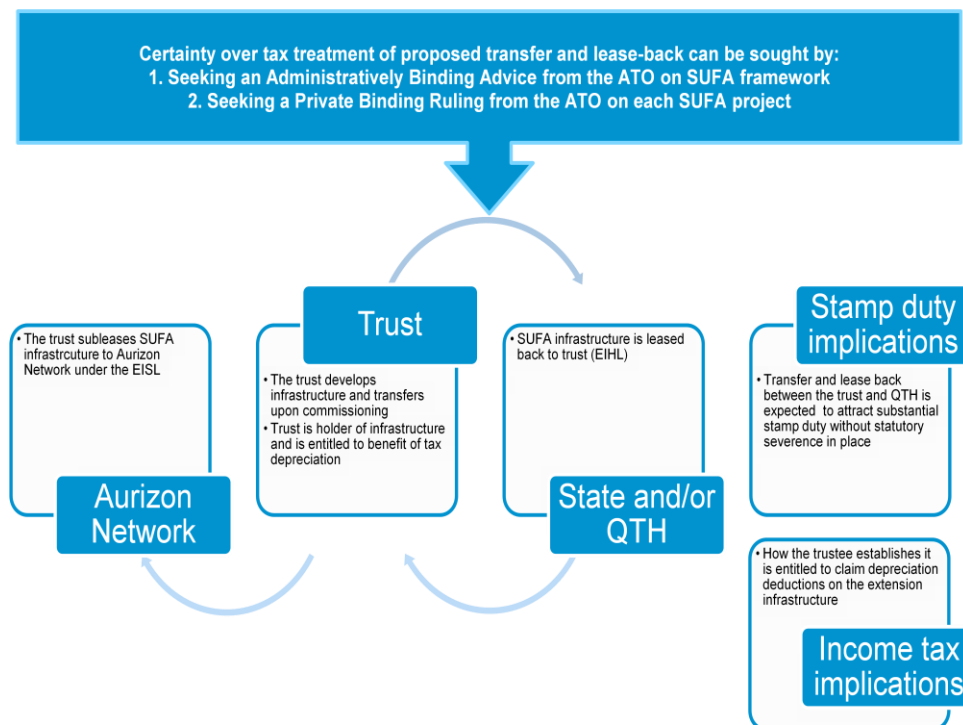 Certainty over tax treatment of proposed transfer and lease-back can be sought by:
1. Seeking an Administratively Binding Advice from the ATO on SUFA framework
2. Seeking a Private Binding Ruling from the ATO on each SUFA project
• The trust subleases SUFA
infrastrcuture to Aurizon
Network under the EISL
Aurizon
Network
Trust
• The trust develops
infrastructure and transfers
upon commissioning
• Trust is holder of infrastructure
and is entitled to benefit of tax
depreciation
• SUFA infrastructure is leased
back to trust (EIHL)
State and/or
QTH
Stamp duty
implications
• Transfer and lease back
between the trust and QTH is
expected to attract substantial
stamp duty without statutory
severence in place
• How the trustee establishes it
is entitled to claim depreciation
deductions on the extension
infrastructure
Income tax
implications